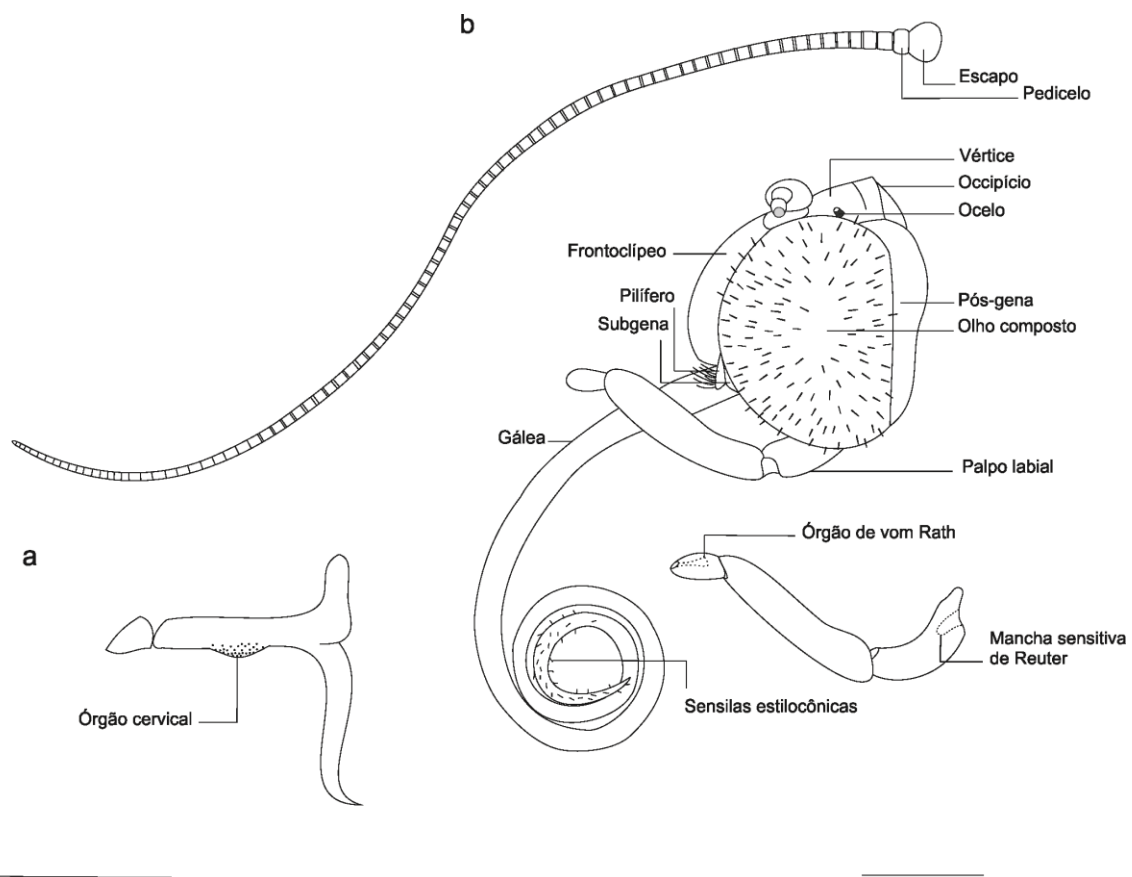 b
Escapo
Pedicelo
Vértice
Occipício
Ocelo
Frontoclípeo
Pilífero
Subgena
Pós-gena
Olho composto
Gálea
Palpo labial
Órgão de vom Rath
a
Mancha sensitiva
de Reuter
Sensilas estilocônicas
Órgão cervical